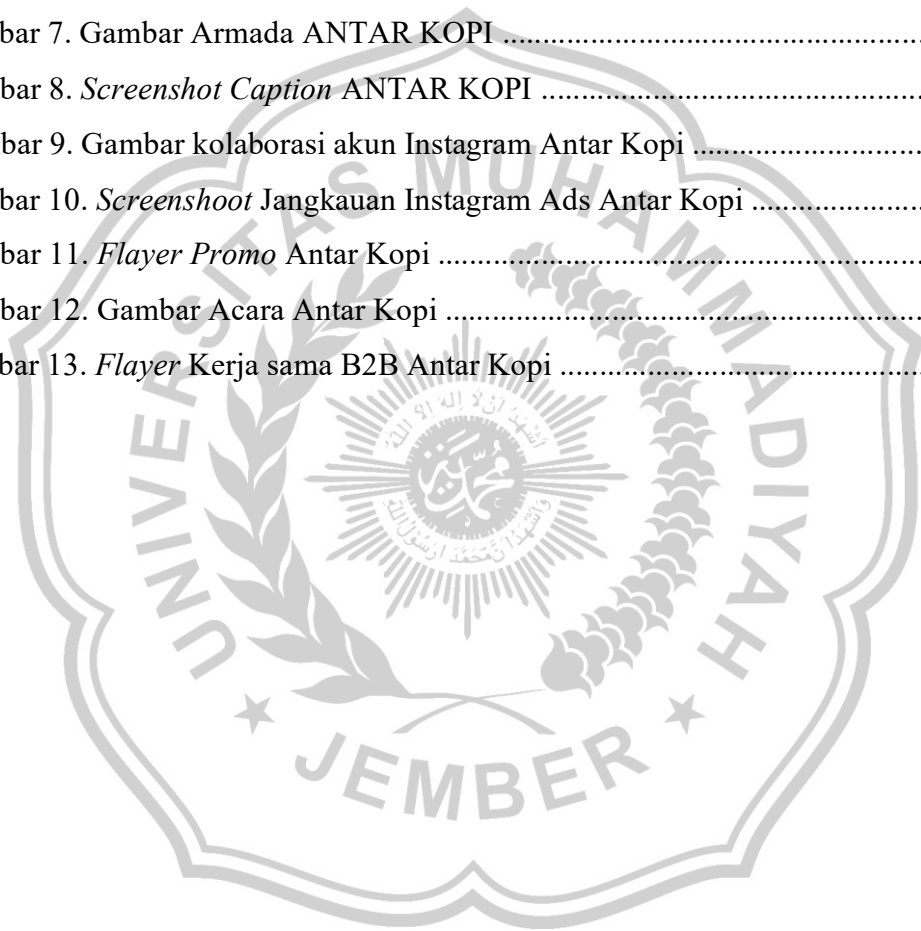 bar 7. Gambar Armada ANTAR KOPI ........................................................
bar 8. Screenshot Caption ANTAR KOPI ...................................................
bar 9. Gambar kolaborasi akun Instagram Antar Kopi ................................
bar 10. Screenshoot Jangkauan Instagram Ads Antar Kopi ........................
bar 11. Flayer Promo Antar Kopi ...............................................................
bar 12. Gambar Acara Antar Kopi ..............................................................
bar 13. Flayer Kerja sama B2B Antar Kopi ................................................
UNIVERSITAS MUHAMMADIYAH
JEMBER